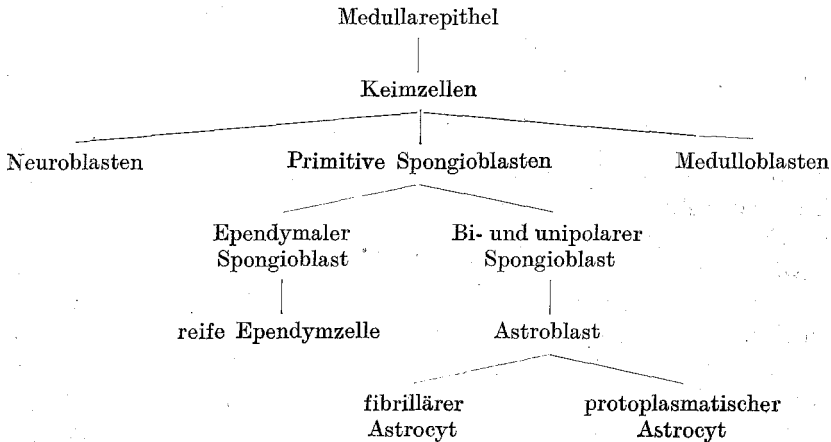 Medullarepithel
Keimzellen
Neuroblasten
Primitive Spongioblasten
Medulloblasten
Ependymaler
Spongioblast
Bi- und unipolarer
Spongioblast
reife Ependymzelle
Astroblast
fibrillärer
Astrocyt
protoplasmatischer
Astrocyt